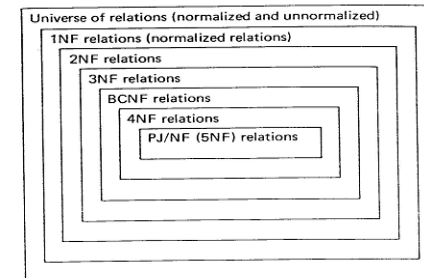 Universe of relations (normalized and unnormalized)
1NF relations (normalized relations)
2NF relations
3NF relations
BCNF relations
4NF relations
PJ/NF (5NF) relations